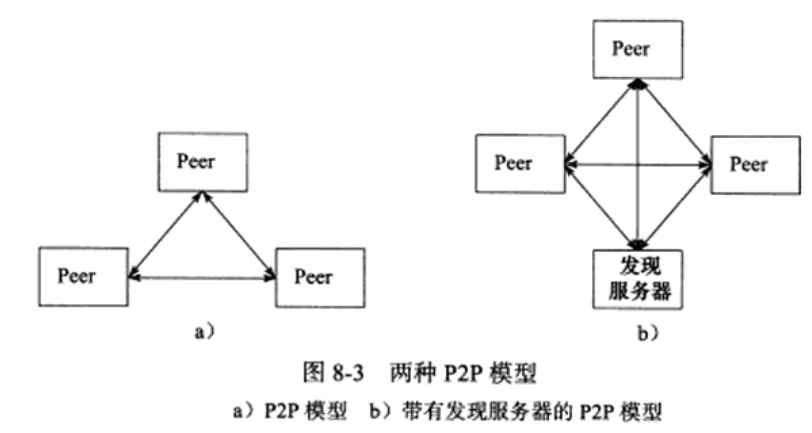 Peer
Peer
Peer
Peer
Peer
Peer
发现
服务器
a）
b）
图 8-3 两种 P2P 模型
a）P2P 模型 b）带有发现服务器的 P2P 模型